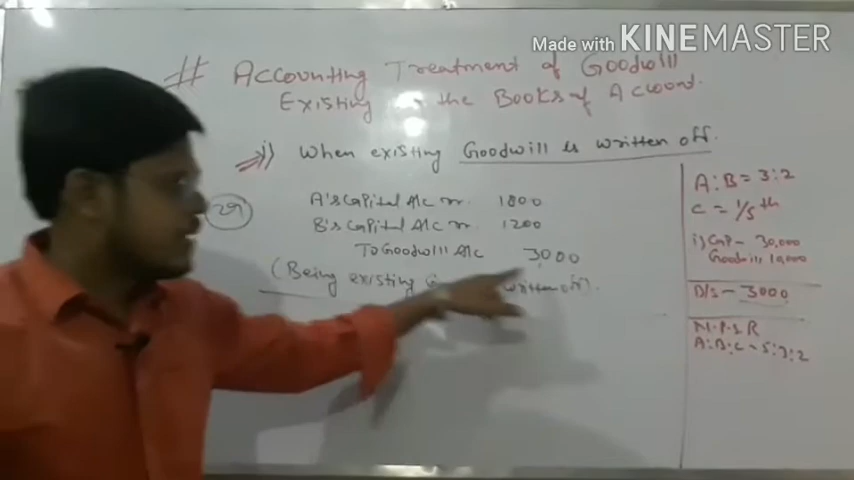 Made with KINEMASTER
# Accounting Treatment of Goodwill
Existing the Books of Account.
i) When existing Goodwill is written off.
29
A's Capital A/c Dr. 1800
B's Capital A/c Dr. 1200
To Goodwill A/c 3000
(Being existing written off).
A:B = 3:2
C = 1/5th
i) Cap - 30,000
Goodwill 10,000
B/S - 3000
N.P.S.R
A:B:C - 5:3:2